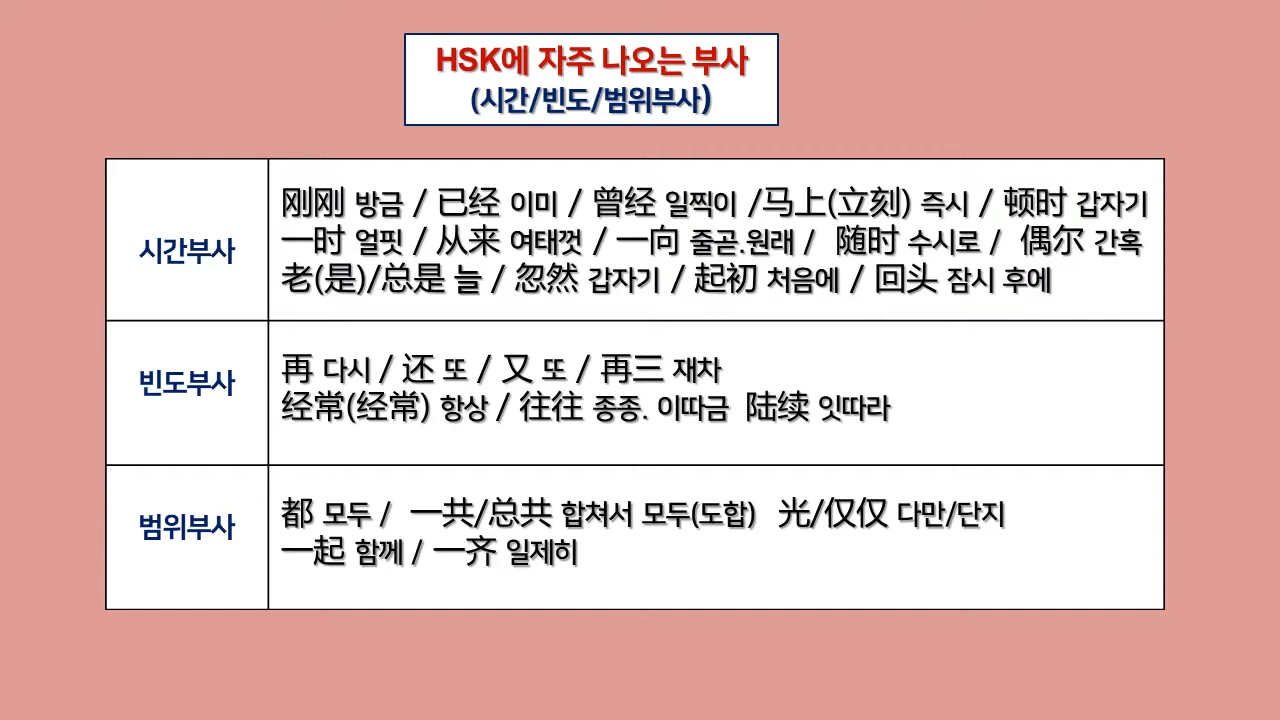 HSK에 자주 나오는 부사
(시간/빈도/범위부사)
시간부사
刚刚 방금 / 已经 이미 / 曾经 일찍이 /马上(立刻) 즉시 / 顿时 갑자기
一时 얼핏 / 从来 여태껏 / 一向 줄곧.원래 / 随时 수시로 / 偶尔 간혹
老(是)/总是 늘 / 忽然 갑자기 / 起初 처음에 / 回头 잠시 후에
빈도부사
再 다시 / 还 또 / 又 또 / 再三 재차
经常(经常) 항상 / 往往 종종. 이따금 陆续 잇따라
범위부사
都 모두 / 一共/总共 합쳐서 모두(도합) 光/仅仅 다만/단지
一起 함께 / 一齐 일제히